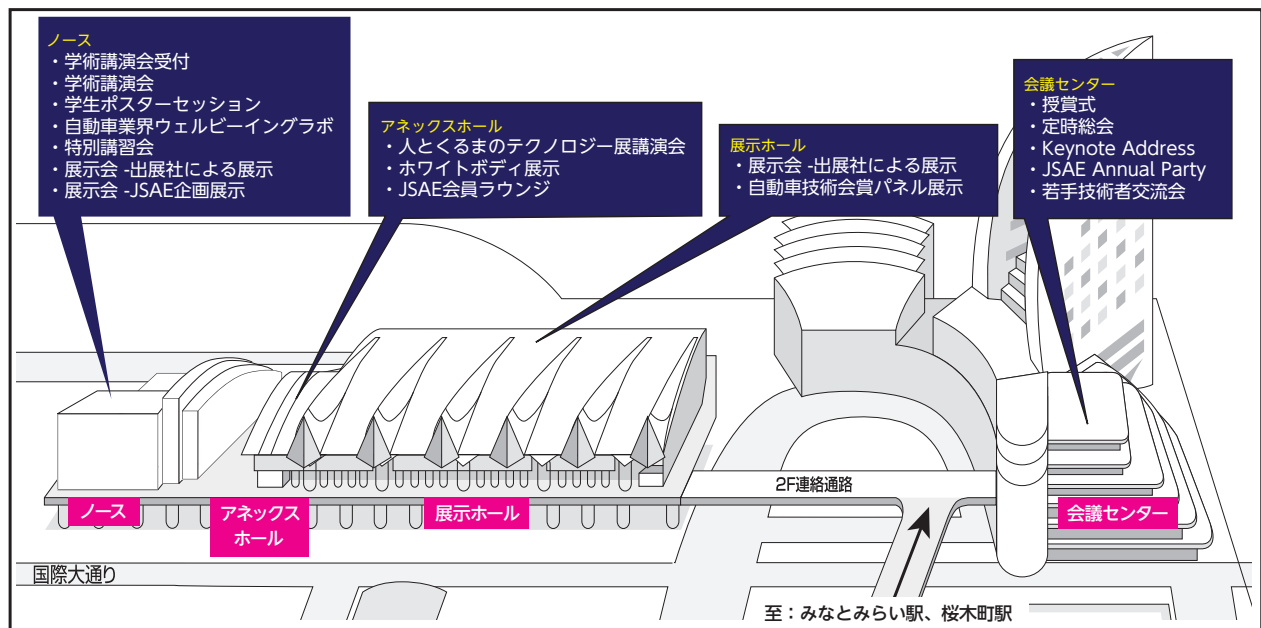 ノース
・学術講演会受付
・学術講演会
・学生ポスターセッション
・自動車業界ウェルビーイングラボ
・特別講習会
・展示会 -出展社による展示
・展示会 -JSAE企画展示
アネックスホール
・人とくるまのテクノロジー展講演会
・ホワイトボディ展示
・JSAE会員ラウンジ
展示ホール
・展示会 -出展社による展示
・自動車技術会賞パネル展示
会議センター
・授賞式
・定時総会
・Keynote Address
・JSAE Annual Party
・若手技術者交流会
2F連絡通路
ノース
アネックス
ホール
展示ホール
会議センター
国際大通り
至：みなとみらい駅、桜木町駅